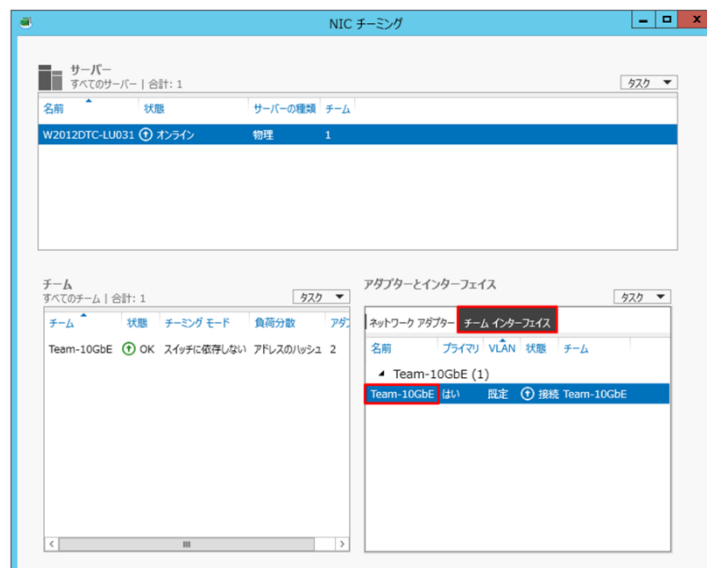 NIC チーミング
サーバー
すべてのサーバー | 合計: 1
タスク
名前 状態 サーバーの種類 チーム
W2012DTC-LU031 オンライン 物理 1
チーム
すべてのチーム | 合計: 1
タスク
チーム 状態 チーミング モード 負荷分散 アダ
Team-10GbE OK スイッチに依存しない アドレスのハッシュ 2
アダプターとインターフェイス
タスク
ネットワーク アダプター チーム インターフェイス
名前 プライマリ VLAN 状態 チーム
Team-10GbE (1)
Team-10GbE はい 既定 接続 Team-10GbE